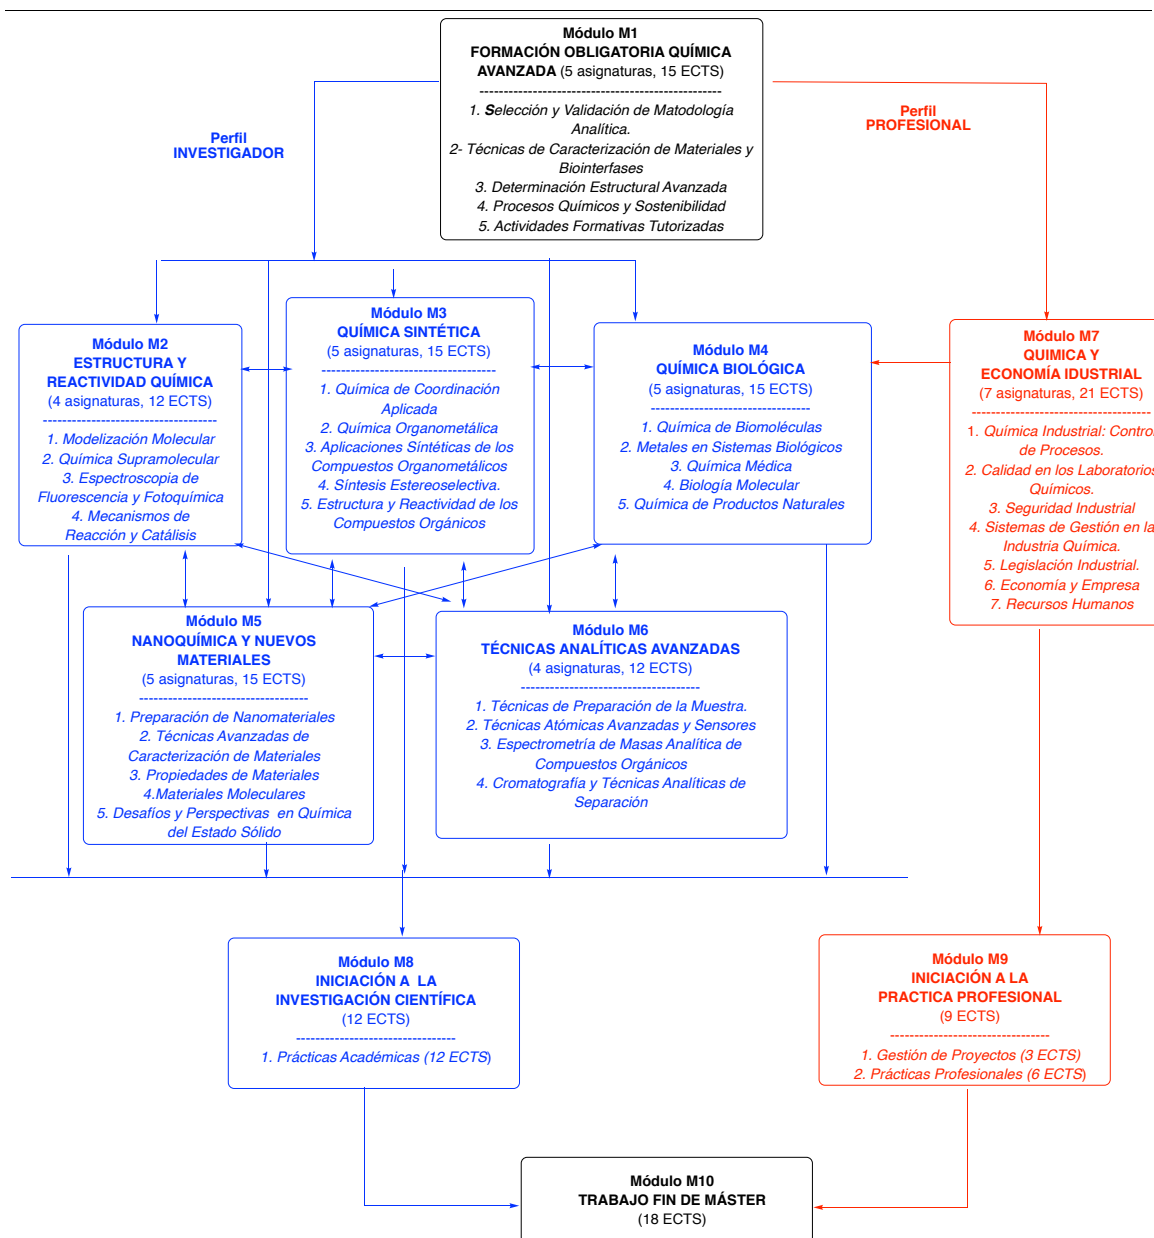 Módulo M1
FORMACIÓN OBLIGATORIA QUÍMICA
AVANZADA (5 asignaturas, 15 ECTS)
--------------------------------------------------
1. Selección y Validación de Matodología
Analítica.
2- Técnicas de Caracterización de Materiales y
Biointerfases
3. Determinación Estructural Avanzada
4. Procesos Químicos y Sostenibilidad
5. Actividades Formativas Tutorizadas
Perfil
INVESTIGADOR
Perfil
PROFESIONAL
Módulo M2
ESTRUCTURA Y
REACTIVIDAD QUÍMICA
(4 asignaturas, 12 ECTS)
----------------------------------
1. Modelización Molecular
2. Química Supramolecular
3. Espectroscopia de
Fluorescencia y Fotoquímica
4. Mecanismos de
Reacción y Catálisis
Módulo M3
QUÍMICA SINTÉTICA
(5 asignaturas, 15 ECTS)
-----------------------------------
1. Química de Coordinación
Aplicada
2. Química Organometálica
3. Aplicaciones Síntéticas de los
Compuestos Organometálicos
4. Síntesis Estereoselectiva.
5. Estructura y Reactividad de los
Compuestos Orgánicos
Módulo M4
QUÍMICA BIOLÓGICA
(5 asignaturas, 15 ECTS)
---------------------------------
1. Química de Biomoléculas
2. Metales en Sistemas Biológicos
3. Química Médica
4. Biología Molecular
5. Química de Productos Naturales
Módulo M7
QUIMICA Y
ECONOMÍA IDUSTRIAL
(7 asignaturas, 21 ECTS)
-------------------------------------
1. Química Industrial: Control
de Procesos.
2. Calidad en los Laboratorios
Químicos.
3. Seguridad Industrial
4. Sistemas de Gestión en la
Industria Química.
5. Legislación Industrial.
6. Economía y Empresa
7. Recursos Humanos
Módulo M5
NANOQUÍMICA Y NUEVOS
MATERIALES
(5 asignaturas, 15 ECTS)
-----------------------------------
1. Preparación de Nanomateriales
2. Técnicas Avanzadas de
Caracterización de Materiales
3. Propiedades de Materiales
4.Materiales Moleculares
5. Desafíos y Perspectivas en Química
del Estado Sólido
Módulo M6
TÉCNICAS ANALÍTICAS AVANZADAS
(4 asignaturas, 12 ECTS)
------------------------------------
1. Técnicas de Preparación de la Muestra.
2. Técnicas Atómicas Avanzadas y Sensores
3. Espectrometría de Masas Analítica de
Compuestos Orgánicos
4. Cromatografía y Técnicas Analíticas de
Separación
Módulo M8
INICIACIÓN A LA
INVESTIGACIÓN CIENTÍFICA
(12 ECTS)
--------------------------------
1. Prácticas Académicas (12 ECTS)
Módulo M9
INICIACIÓN A LA
PRACTICA PROFESIONAL
(9 ECTS)
---------------------------------
1. Gestión de Proyectos (3 ECTS)
2. Prácticas Profesionales (6 ECTS)
Módulo M10
TRABAJO FIN DE MÁSTER
(18 ECTS)